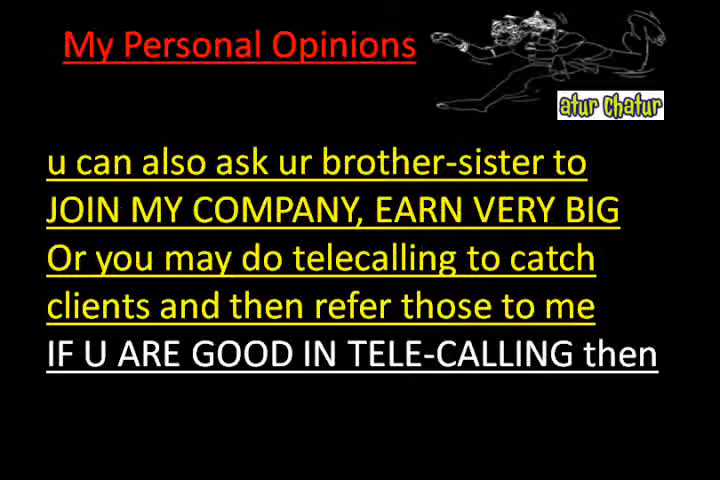 My Personal Opinions
atur chatur
u can also ask ur brother-sister to
JOIN MY COMPANY, EARN VERY BIG
Or you may do telecalling to catch
clients and then refer those to me
IF U ARE GOOD IN TELE-CALLING then